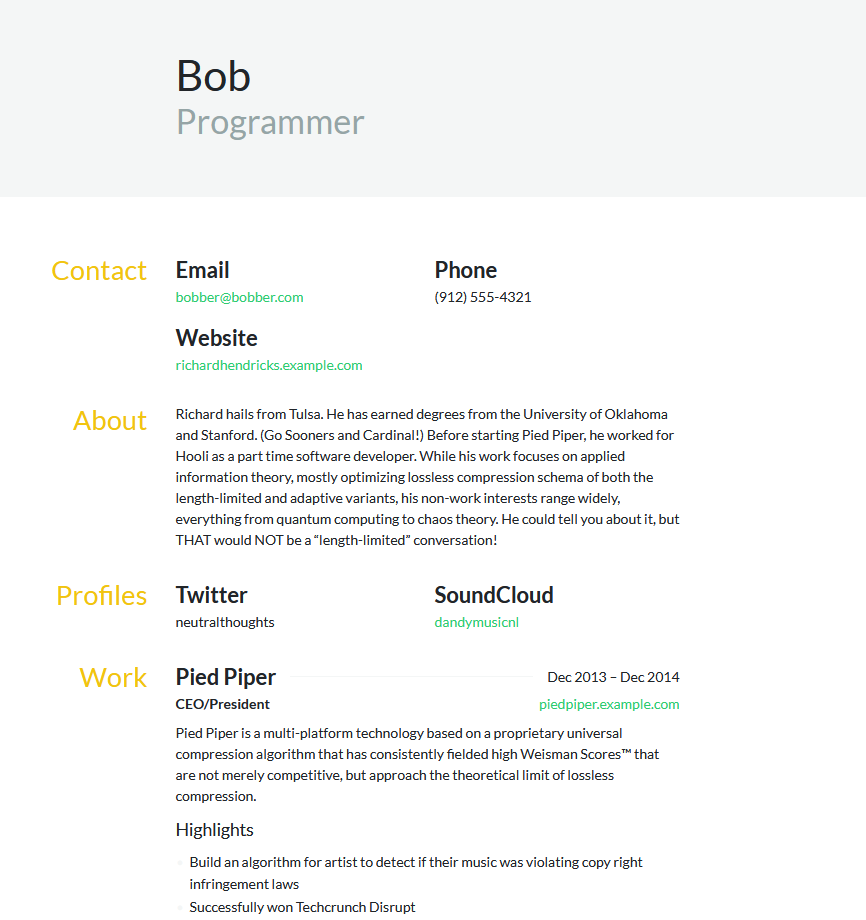 Bob
Programmer
Contact
Email
bobber@bobber.com
Phone
(912) 555-4321
Website
richardhendricks.example.com
About
Richard hails from Tulsa. He has earned degrees from the University of Oklahoma
and Stanford. (Go Sooners and Cardinal!) Before starting Pied Piper, he worked for
Hooli as a part time software developer. While his work focuses on applied
information theory, mostly optimizing lossless compression schema of both the
length-limited and adaptive variants, his non-work interests range widely,
everything from quantum computing to chaos theory. He could tell you about it, but
THAT would NOT be a “length-limited” conversation!
Profiles
Twitter
neutralthoughts
SoundCloud
dandymusicnl
Work
Pied Piper
Dec 2013 – Dec 2014
CEO/President
piedpiper.example.com
Pied Piper is a multi-platform technology based on a proprietary universal
compression algorithm that has consistently fielded high Weisman Scores™ that
are not merely competitive, but approach the theoretical limit of lossless
compression.
Highlights
Build an algorithm for artist to detect if their music was violating copy right
infringement laws
Successfully won Techcrunch Disrupt